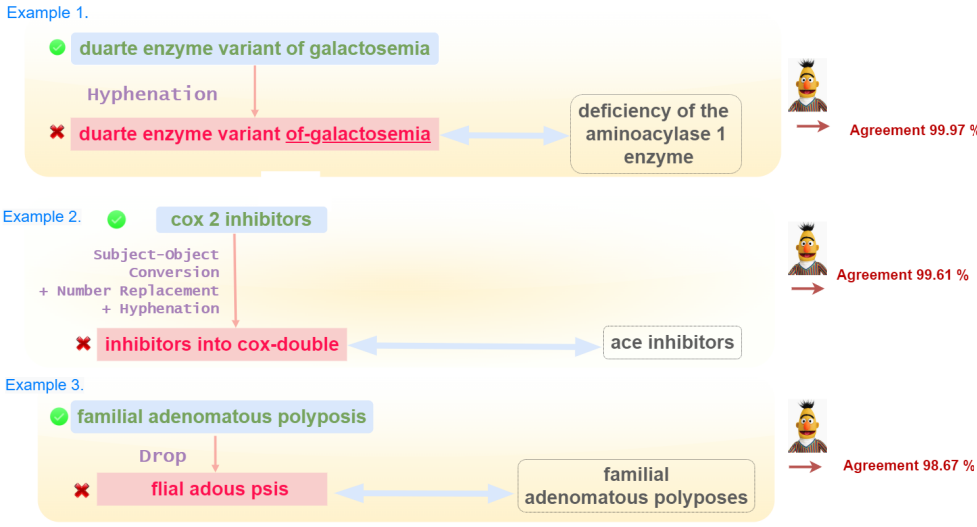 Example 1.
duarte enzyme variant of galactosemia
Hyphenation
duarte enzyme variant of-galactosemia
deficiency of the
aminoacylase 1
enzyme
Agreement 99.97 %
Example 2.
cox 2 inhibitors
Subject-Object
Conversion
+ Number Replacement
+ Hyphenation
inhibitors into cox-double
ace inhibitors
Agreement 99.61 %
Example 3.
familial adenomatous polyposis
Drop
flial adous psis
familial
adenomatous polyposes
Agreement 98.67 %